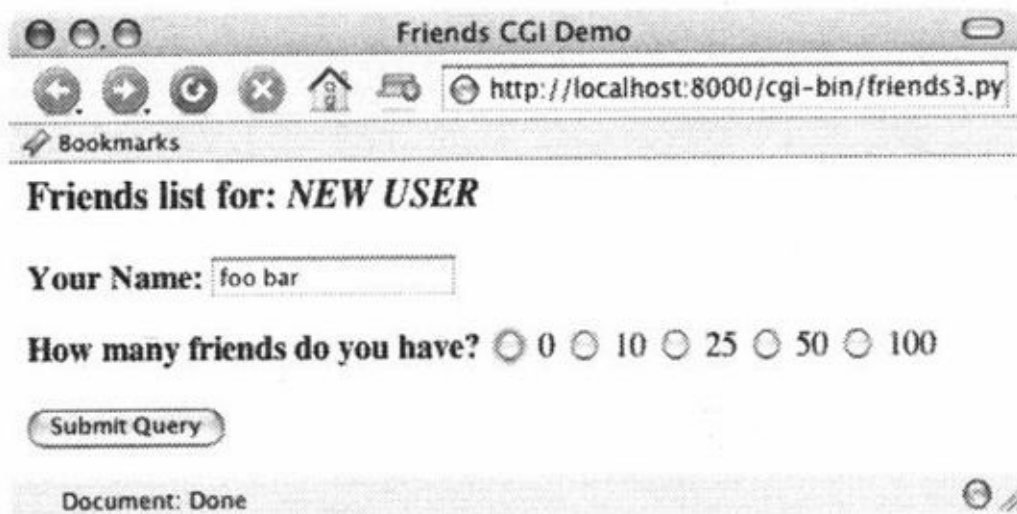 Friends CGI Demo
http://localhost:8000/cgi-bin/friends3.py
Bookmarks
Friends list for: NEW USER
Your Name: foo bar
How many friends do you have? 0 10 25 50 100
Submit Query
Document: Done